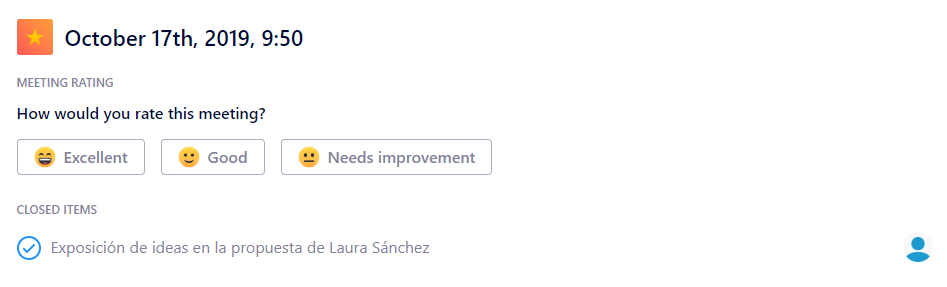 October 17th, 2019, 9:50
MEETING RATING
How would you rate this meeting?
Excellent Good Needs improvement
CLOSED ITEMS
Exposición de ideas en la propuesta de Laura Sánchez